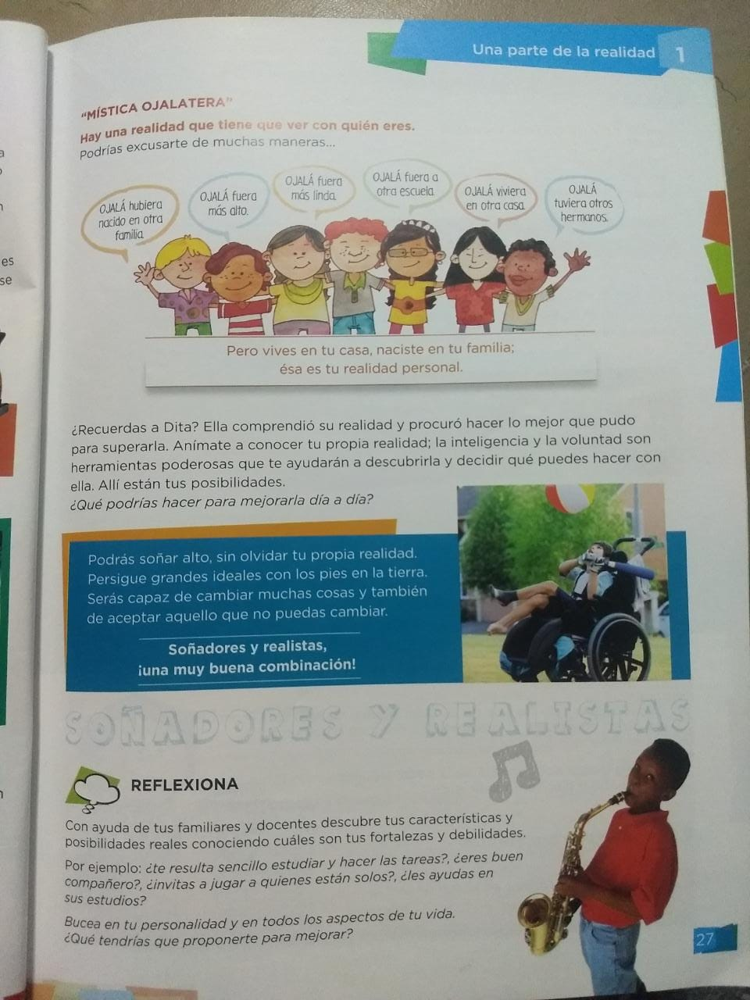 Una parte de la realidad 1
“MÍSTICA OJALATERA”
Hay una realidad que tiene que ver con quién eres.
Podrías excusarte de muchas maneras...
OJALÁ hubiera
nacido en otra
familia.
OJALÁ fuera
más alto.
OJALÁ fuera
más linda.
OJALÁ fuera a
otra escuela.
OJALÁ viviera
en otra casa.
OJALÁ
tuviera otros
hermanos.
Pero vives en tu casa, naciste en tu familia;
ésa es tu realidad personal.
¿Recuerdas a Dita? Ella comprendió su realidad y procuró hacer lo mejor que pudo
para superarla. Anímate a conocer tu propia realidad; la inteligencia y la voluntad son
herramientas poderosas que te ayudarán a descubrirla y decidir qué puedes hacer con
ella. Allí están tus posibilidades.
¿Qué podrías hacer para mejorarla día a día?
Podrás soñar alto, sin olvidar tu propia realidad.
Persigue grandes ideales con los pies en la tierra.
Serás capaz de cambiar muchas cosas y también
de aceptar aquello que no puedas cambiar.
Soñadores y realistas,
¡una muy buena combinación!
SOÑADORES Y REALISTAS
REFLEXIONA
Con ayuda de tus familiares y docentes descubre tus características y
posibilidades reales conociendo cuáles son tus fortalezas y debilidades.
Por ejemplo: ¿te resulta sencillo estudiar y hacer las tareas?, ¿eres buen
compañero?, ¿invitas a jugar a quienes están solos?, ¿les ayudas en
sus estudios?
Bucea en tu personalidad y en todos los aspectos de tu vida.
¿Qué tendrías que proponerte para mejorar?
27
es
se